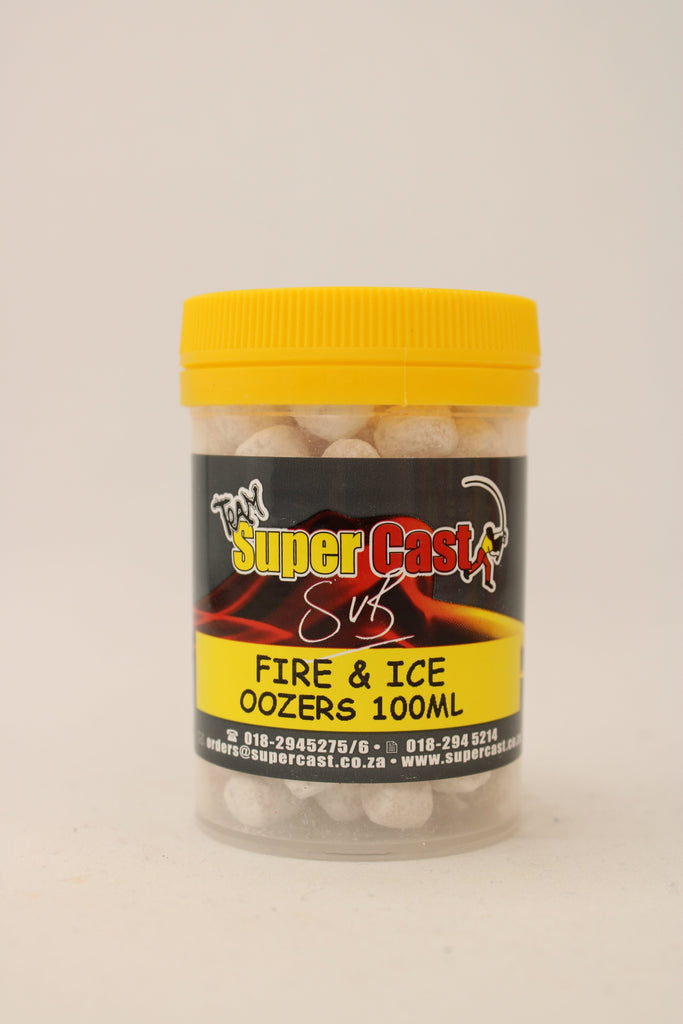 TEAM
Super Cast
SvB
FIRE & ICE
OOZERS 100ML
018-2945275/6 • 018-294 5214
orders@supercast.co.za • www.supercast.co.za